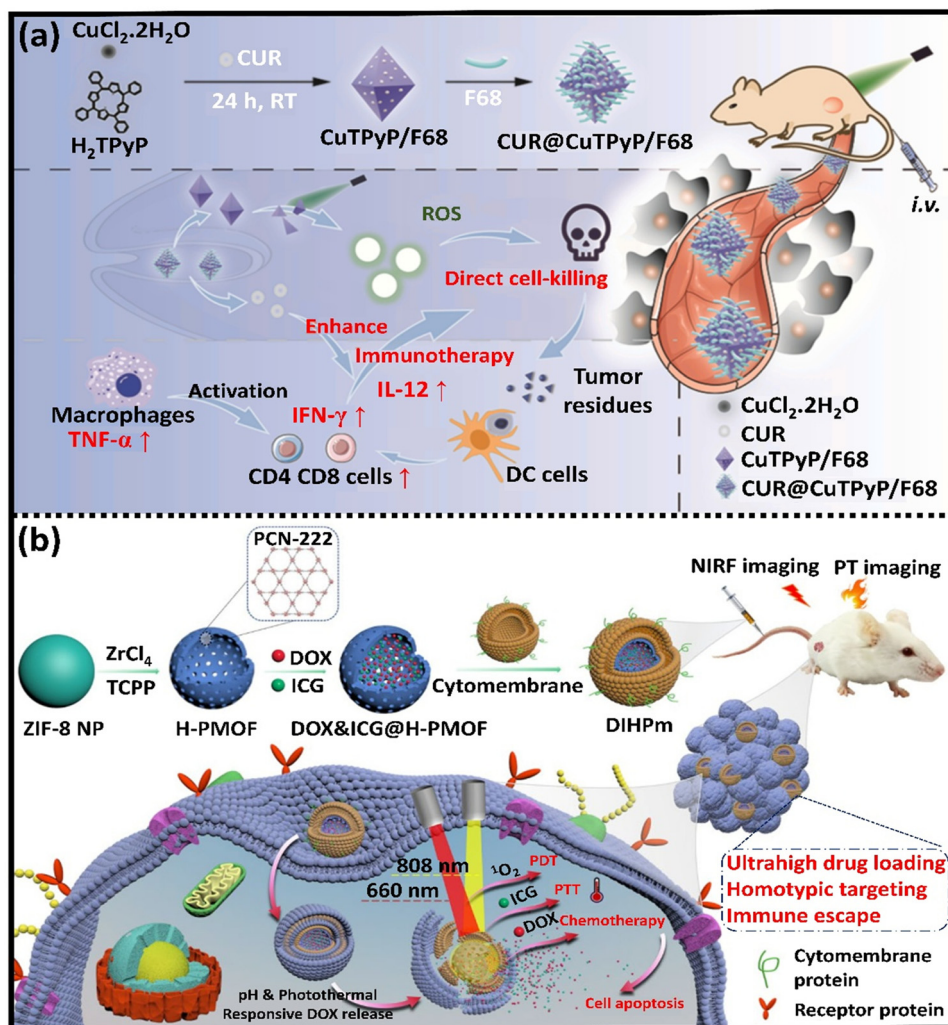 (a)
CuCl₂.2H₂O
H₂TPyP
CUR
24 h, RT
CuTPyP/F68
F68
CUR@CuTPyP/F68
i.v.
ROS
Direct cell-killing
Enhance
Immunotherapy
IL-12 ↑
Macrophages
TNF-α ↑
Activation
IFN-γ ↑
CD4 CD8 cells ↑
DC cells
Tumor
residues
CuCl₂.2H₂O
CUR
CuTPyP/F68
CUR@CuTPyP/F68
(b)
PCN-222
NIRF imaging
PT imaging
ZrCl₄
TCPP
ZIF-8 NP
H-PMOF
DOX
ICG
DOX&ICG@H-PMOF
Cytomembrane
DIHPm
808 nm
660 nm
¹O₂
PDT
ICG
PTT
DOX
Chemotherapy
Cell apoptosis
pH & Photothermal
Responsive DOX release
Ultrahigh drug loading
Homotypic targeting
Immune escape
Cytomembrane
protein
Receptor protein